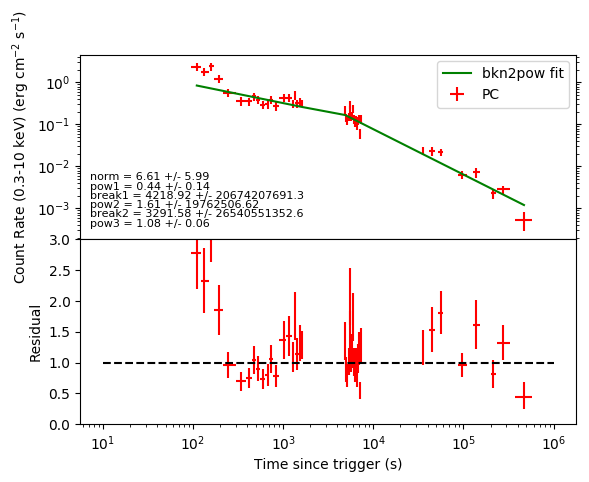 Count Rate (0.3-10 keV) (erg cm⁻² s⁻¹)
10⁰
10⁻¹
10⁻²
10⁻³
bkn2pow fit
PC
norm = 6.61 +/- 5.99
pow1 = 0.44 +/- 0.14
break1 = 4218.92 +/- 20674207691.3
pow2 = 1.61 +/- 19762506.62
break2 = 3291.58 +/- 26540551352.6
pow3 = 1.08 +/- 0.06
Residual
3.0
2.5
2.0
1.5
1.0
0.5
0.0
10¹ 10² 10³ 10⁴ 10⁵ 10⁶
Time since trigger (s)